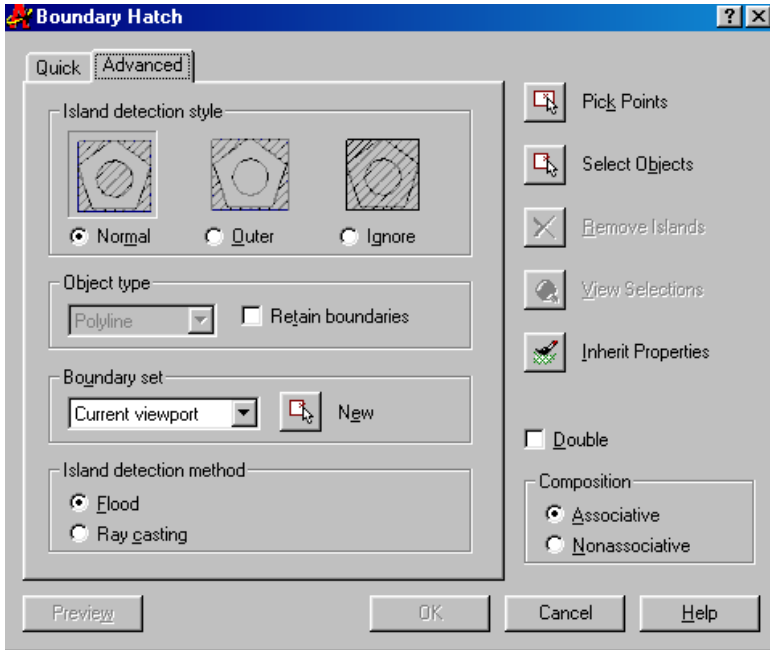 Boundary Hatch
Quick Advanced
Island detection style
Normal Outer Ignore
Object type
Polyline Retain boundaries
Boundary set
Current viewport New
Island detection method
Flood
Ray casting
Pick Points
Select Objects
Remove Islands
View Selections
Inherit Properties
Double
Composition
Associative
Nonassociative
Preview OK Cancel Help